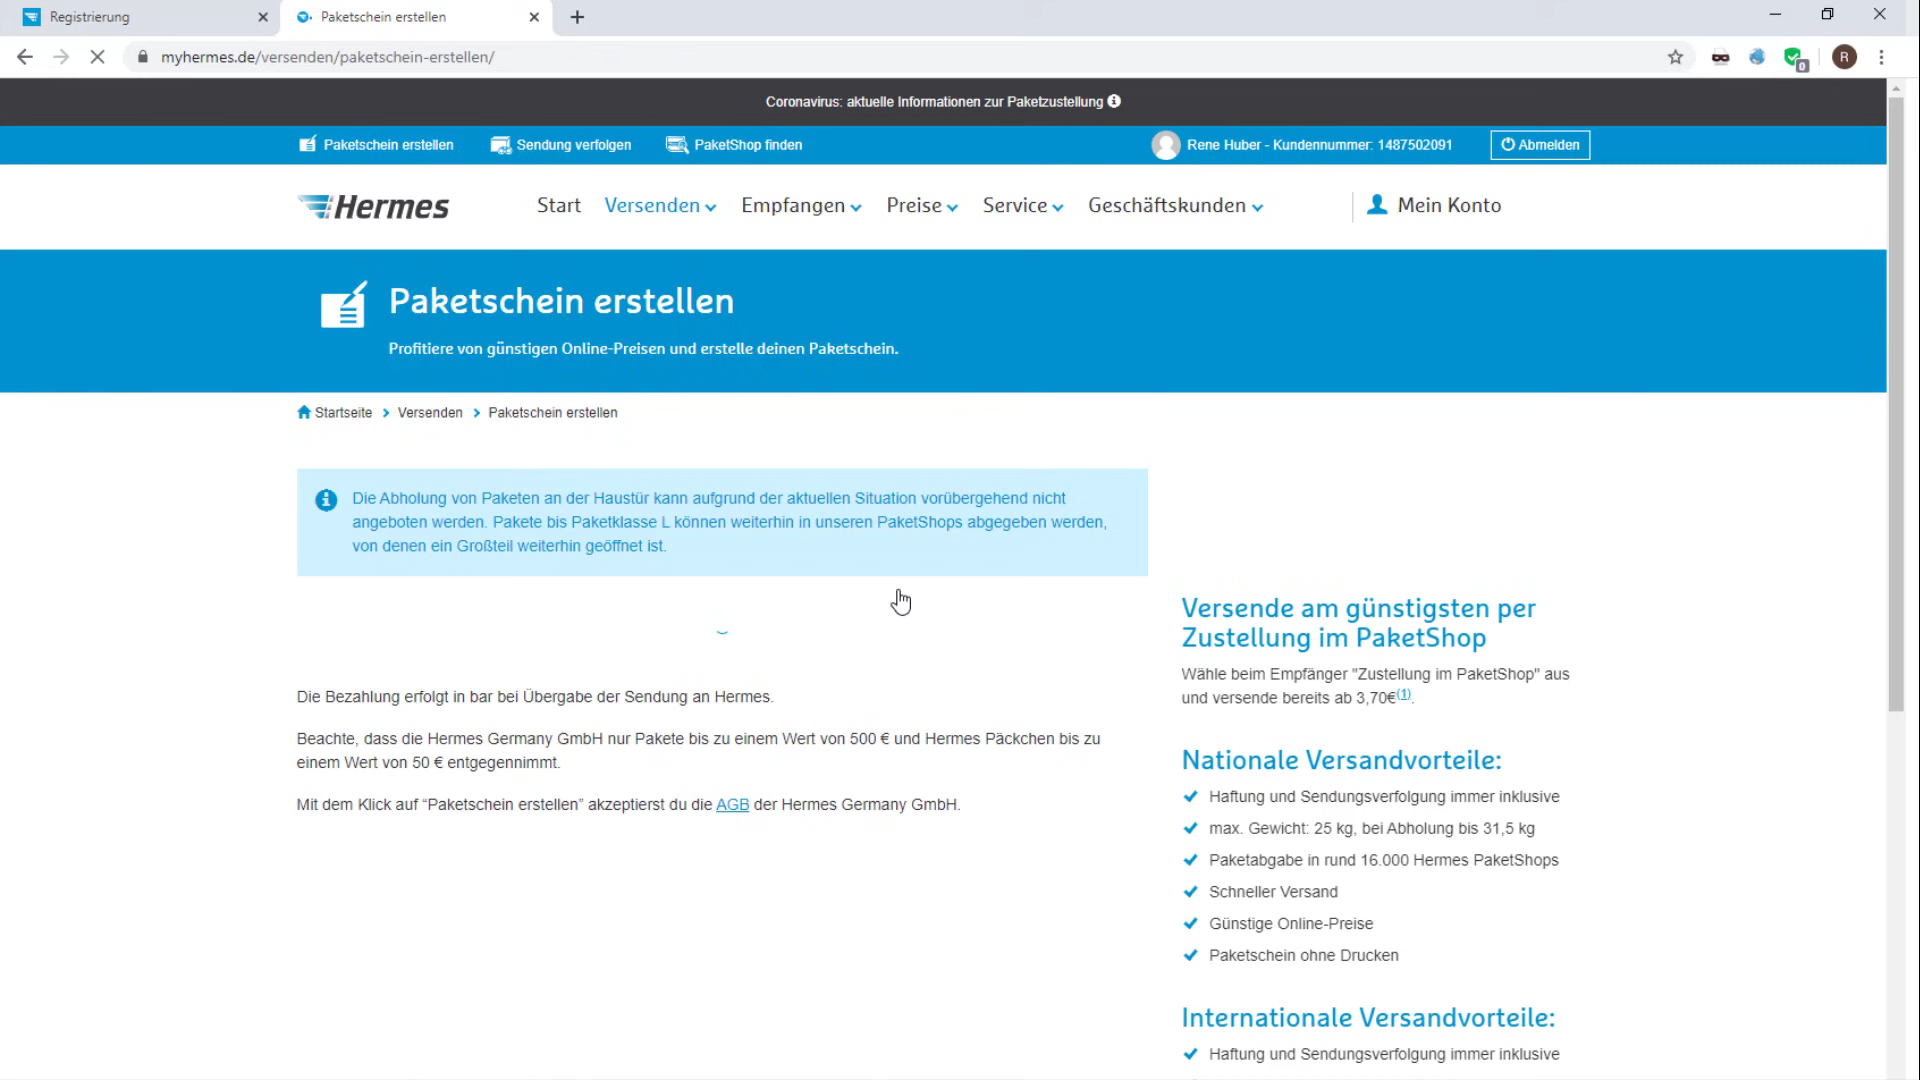 Registrierung
Paketschein erstellen
myhermes.de/versenden/paketschein-erstellen/
0
R
Coronavirus: aktuelle Informationen zur Paketzustellung
Paketschein erstellen
Sendung verfolgen
PaketShop finden
Rene Huber - Kundennummer: 1487502091
Abmelden
Hermes
Start
Versenden
Empfangen
Preise
Service
Geschäftskunden
Mein Konto
Paketschein erstellen
Profitiere von günstigen Online-Preisen und erstelle deinen Paketschein.
Startseite
Versenden
Paketschein erstellen
Die Abholung von Paketen an der Haustür kann aufgrund der aktuellen Situation vorübergehend nicht
angeboten werden. Pakete bis Paketklasse L können weiterhin in unseren PaketShops abgegeben werden,
von denen ein Großteil weiterhin geöffnet ist.
Die Bezahlung erfolgt in bar bei Übergabe der Sendung an Hermes.
Beachte, dass die Hermes Germany GmbH nur Pakete bis zu einem Wert von 500 € und Hermes Päckchen bis zu
einem Wert von 50 € entgegennimmt.
Mit dem Klick auf “Paketschein erstellen” akzeptierst du die AGB der Hermes Germany GmbH.
Versende am günstigsten per
Zustellung im PaketShop
Wähle beim Empfänger "Zustellung im PaketShop" aus
und versende bereits ab 3,70€(1).
Nationale Versandvorteile:
Haftung und Sendungsverfolgung immer inklusive
max. Gewicht: 25 kg, bei Abholung bis 31,5 kg
Paketabgabe in rund 16.000 Hermes PaketShops
Schneller Versand
Günstige Online-Preise
Paketschein ohne Drucken
Internationale Versandvorteile:
Haftung und Sendungsverfolgung immer inklusive